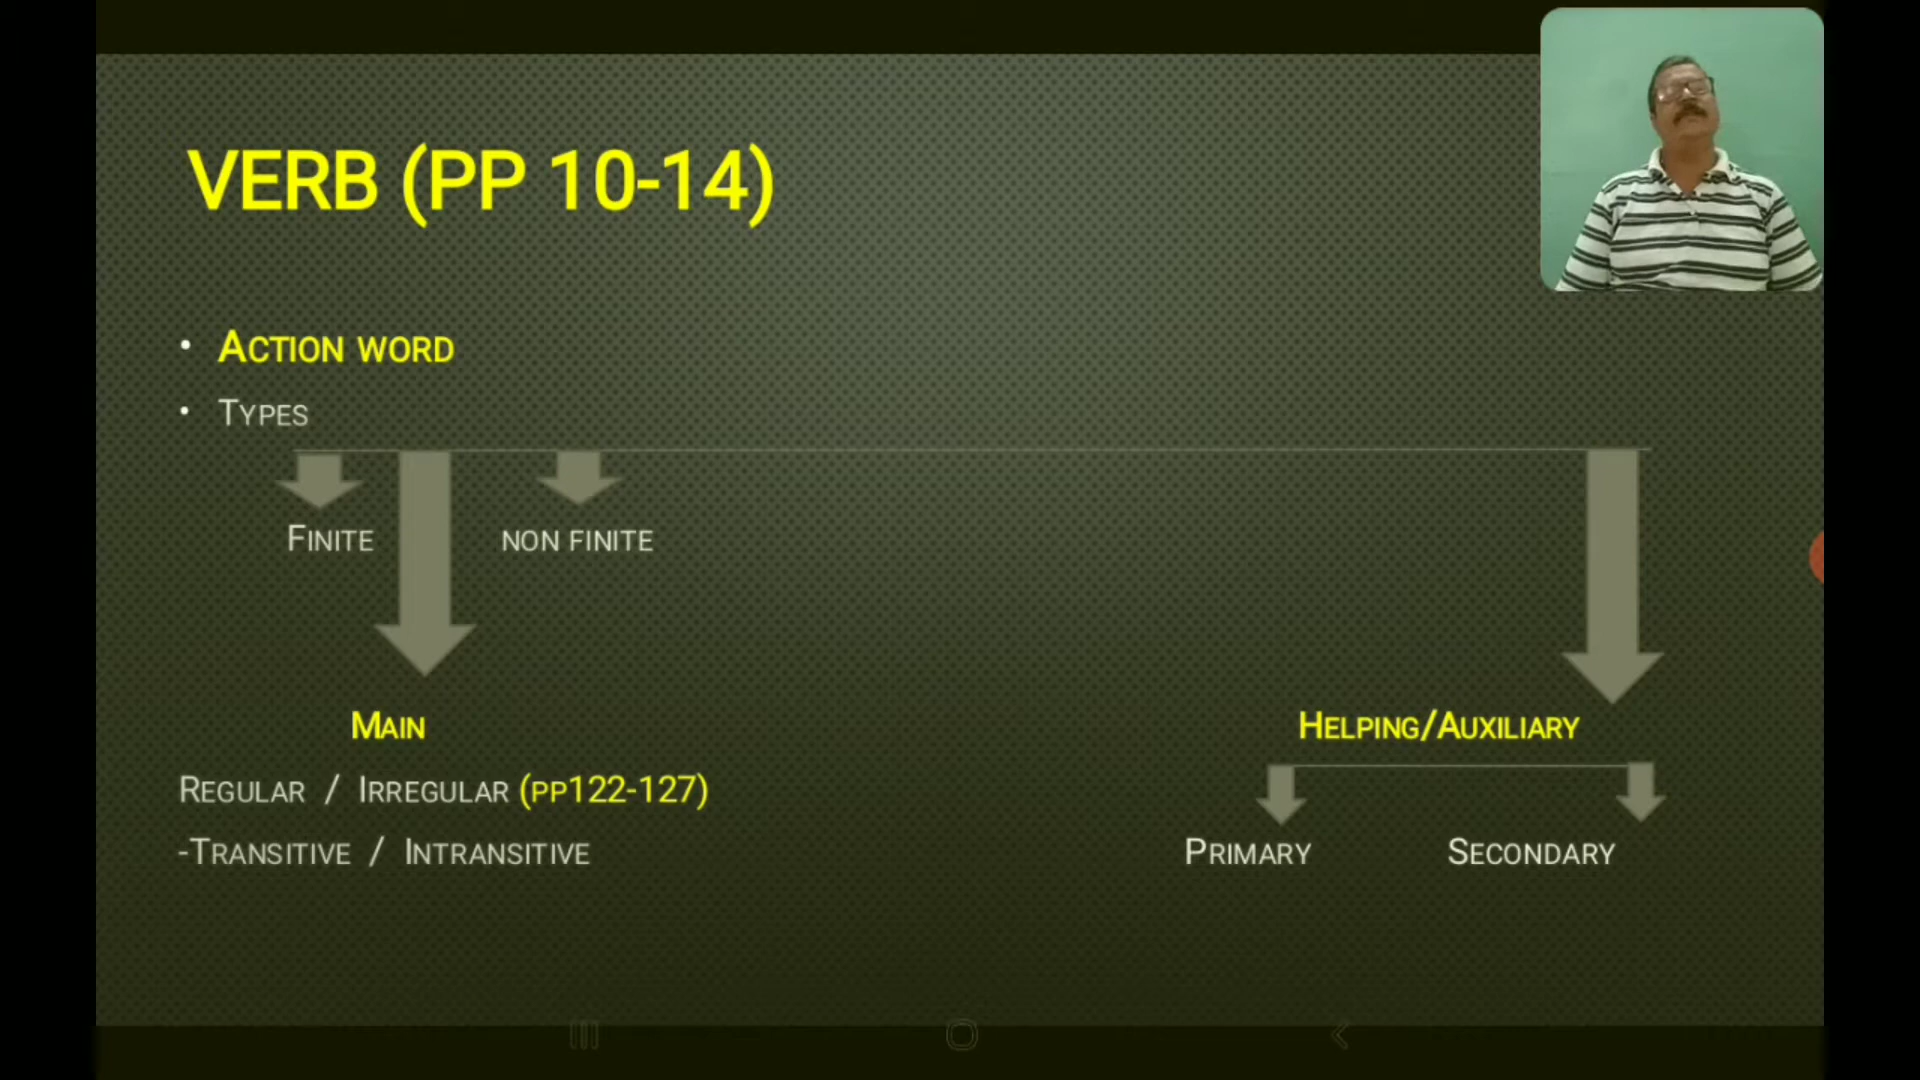 VERB (PP 10-14)
• ACTION WORD
• TYPES
FINITE NON FINITE
MAIN HELPING/AUXILIARY
REGULAR / IRREGULAR (PP122-127)
-TRANSITIVE / INTRANSITIVE PRIMARY SECONDARY